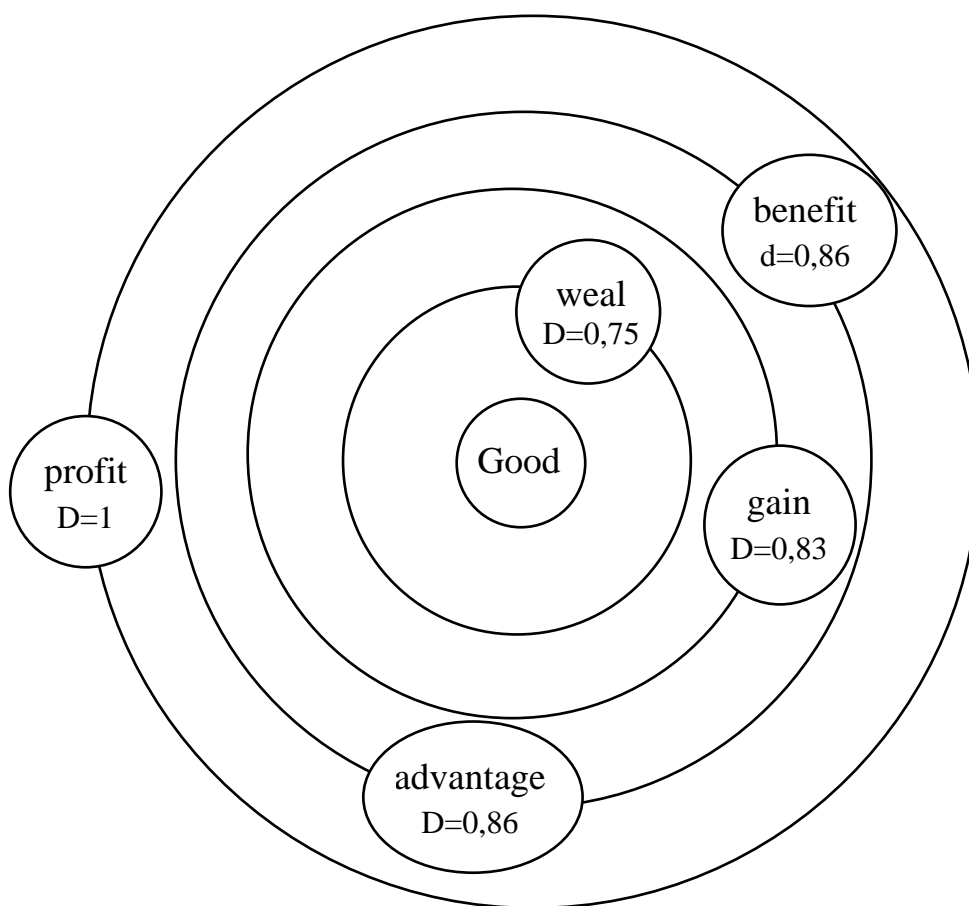 benefit
d=0,86
weal
D=0,75
Good
profit
D=1
gain
D=0,83
advantage
D=0,86